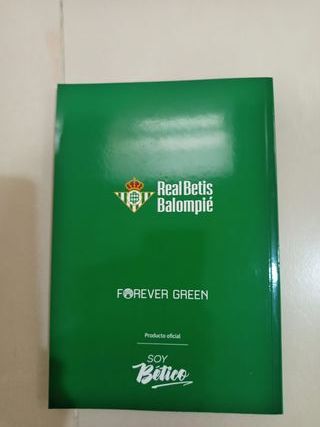 Real Betis
Balompié
FOREVER GREEN
Producto oficial
SOY
Bético